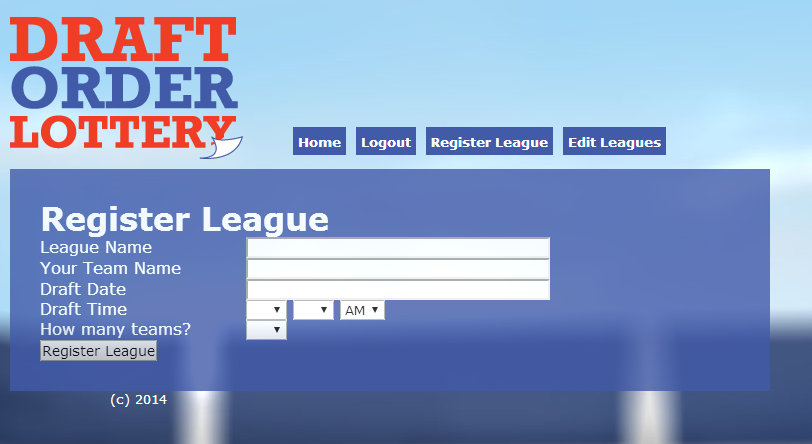 DRAFT
ORDER
LOTTERY
Home Logout Register League Edit Leagues
Register League
League Name
Your Team Name
Draft Date
Draft Time AM
How many teams?
Register League
(c) 2014